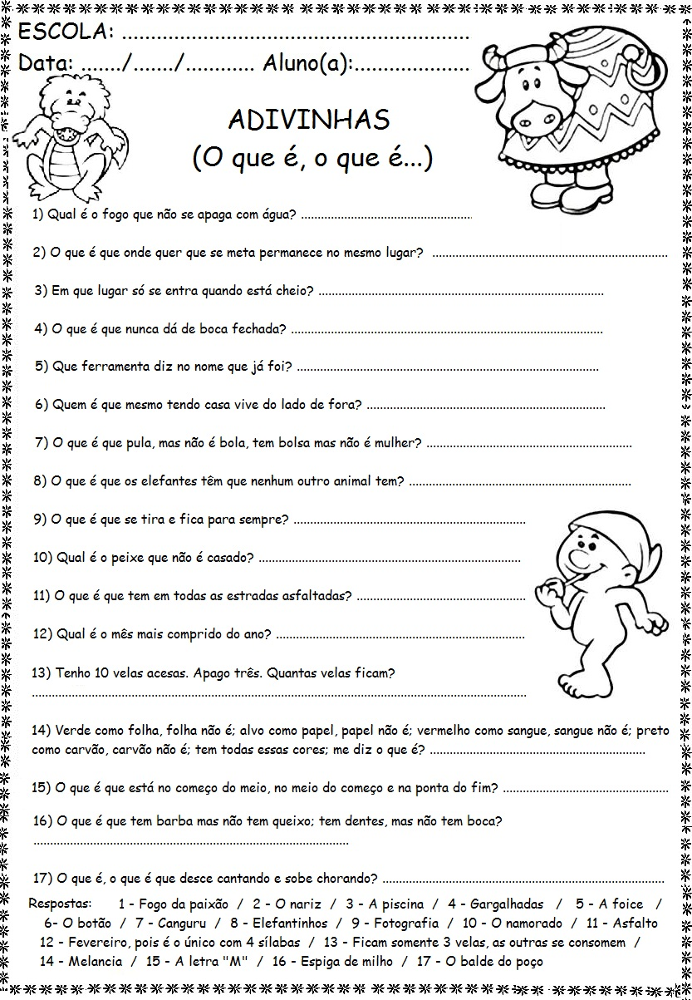 ESCOLA: ..................................................
Data: ....../....../.......... Aluno(a):.................
ADIVINHAS
(O que é, o que é...)
1) Qual é o fogo que não se apaga com água? ..................................................
2) O que é que onde quer que se meta permanece no mesmo lugar? ..................................................
3) Em que lugar só se entra quando está cheio? ..................................................
4) O que é que nunca dá de boca fechada? ..................................................
5) Que ferramenta diz no nome que já foi? ..................................................
6) Quem é que mesmo tendo casa vive do lado de fora? ..................................................
7) O que é que pula, mas não é bola, tem bolsa mas não é mulher? ..................................................
8) O que é que os elefantes têm que nenhum outro animal tem? ..................................................
9) O que é que se tira e fica para sempre? ..................................................
10) Qual é o peixe que não é casado? ..................................................
11) O que é que tem em todas as estradas asfaltadas? ..................................................
12) Qual é o mês mais comprido do ano? ..................................................
13) Tenho 10 velas acesas. Apago três. Quantas velas ficam?
..................................................
14) Verde como folha, folha não é; alvo como papel, papel não é; vermelho como sangue, sangue não é; preto
como carvão, carvão não é; tem todas essas cores; me diz o que é? ..................................................
15) O que é que está no começo do meio, no meio do começo e na ponta do fim? ..................................................
16) O que é que tem barba mas não tem queixo; tem dentes, mas não tem boca?
..................................................
17) O que é, o que é que desce cantando e sobe chorando? ..................................................
Respostas: 1 - Fogo da paixão / 2 - O nariz / 3 - A piscina / 4 - Gargalhadas / 5 - A foice /
6- O botão / 7 - Canguru / 8 - Elefantinhos / 9 - Fotografia / 10 - O namorado / 11 - Asfalto
12 - Fevereiro, pois é o único com 4 sílabas / 13 - Ficam somente 3 velas, as outras se consomem /
14 - Melancia / 15 - A letra "M" / 16 - Espiga de milho / 17 - O balde do poço